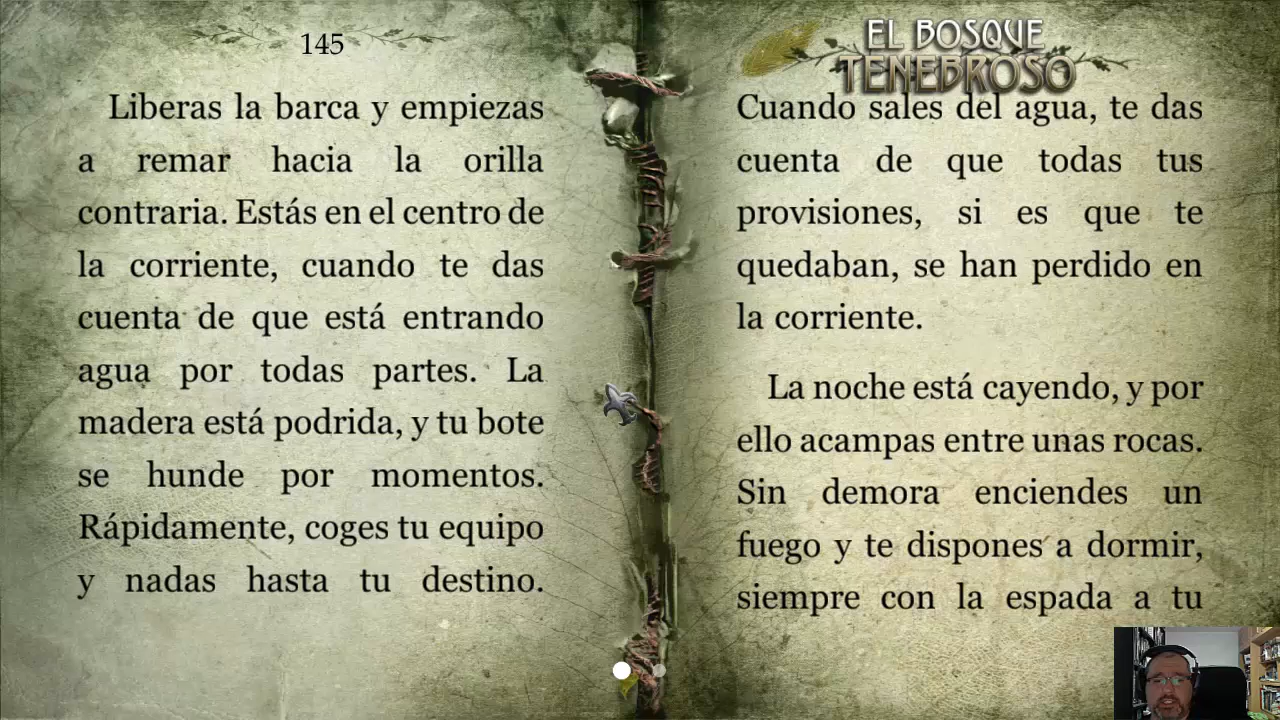 145
Liberas la barca y empiezas
a remar hacia la orilla
contraria. Estás en el centro de
la corriente, cuando te das
cuenta de que está entrando
agua por todas partes. La
madera está podrida, y tu bote
se hunde por momentos.
Rápidamente, coges tu equipo
y nadas hasta tu destino.
EL BOSQUE
TENEBROSO
Cuando sales del agua, te das
cuenta de que todas tus
provisiones, si es que te
quedaban, se han perdido en
la corriente.
La noche está cayendo, y por
ello acampas entre unas rocas.
Sin demora enciendes un
fuego y te dispones a dormir,
siempre con la espada a tu